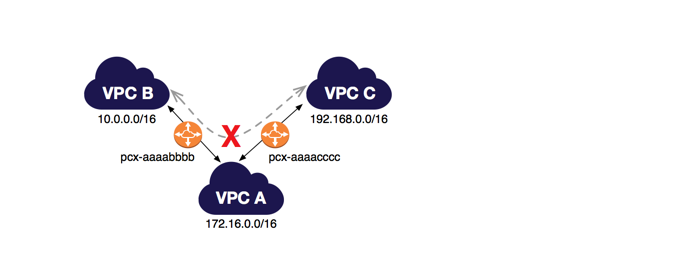 VPC B
VPC C
10.0.0.0/16
192.168.0.0/16
X
pcx-aaaabbbb
pcx-aaaacccc
VPC A
172.16.0.0/16